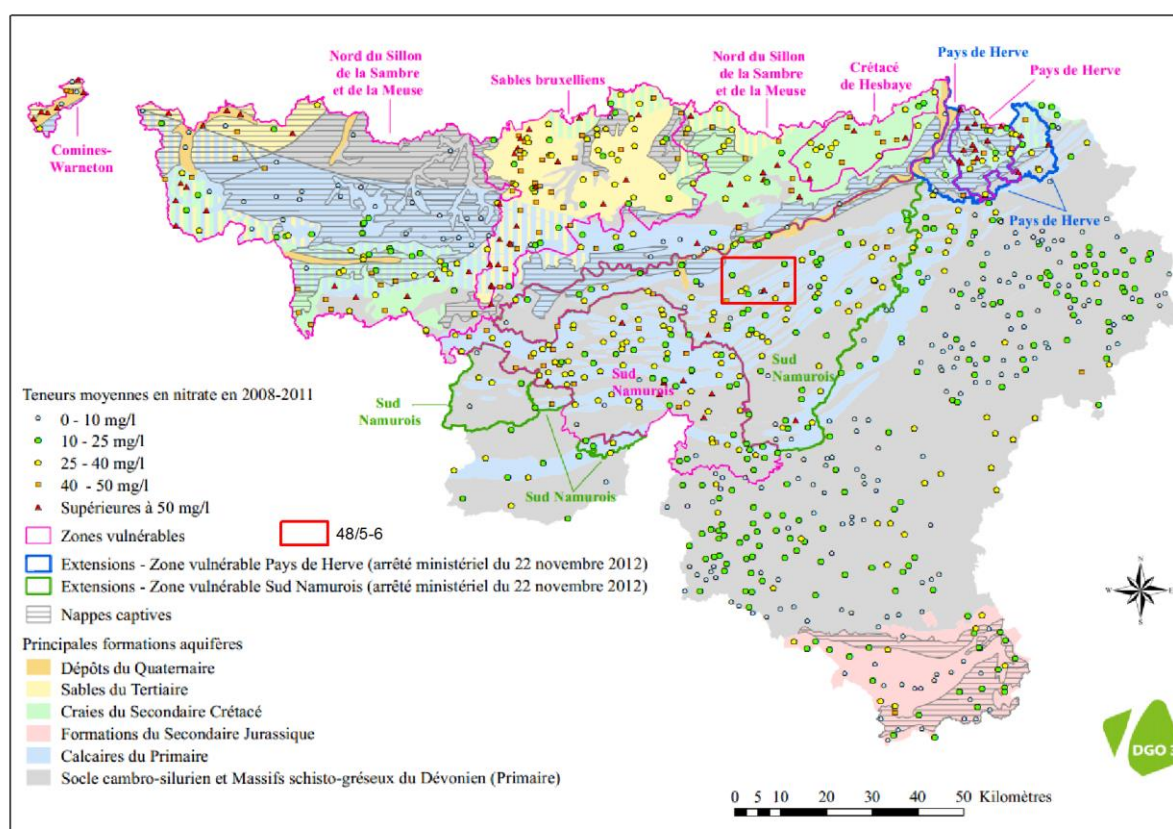 Nord du Sillon
de la Sambre
et de la Meuse
Sables bruxelliens
Nord du Sillon
de la Sambre
et de la Meuse
Crétacé
de Hesbaye
Pays de Herve
Pays de Herve
Comines-
Warneton
Pays de Herve
Sud
Namurois
Sud
Namurois
Sud
Namurois
Sud Namurois
Teneurs moyennes en nitrate en 2008-2011
0 - 10 mg/l
10 - 25 mg/l
25 - 40 mg/l
40 - 50 mg/l
Supérieures à 50 mg/l
Zones vulnérables
48/5-6
Extensions - Zone vulnérable Pays de Herve (arrêté ministériel du 22 novembre 2012)
Extensions - Zone vulnérable Sud Namurois (arrêté ministériel du 22 novembre 2012)
Nappes captives
Principales formations aquifères
Dépôts du Quaternaire
Sables du Tertiaire
Craies du Secondaire Crétacé
Formations du Secondaire Jurassique
Calcaires du Primaire
Socle cambro-silurien et Massifs schisto-gréseux du Dévonien (Primaire)
N
W E
S
DGO 3
0 5 10 20 30 40 50 Kilomètres